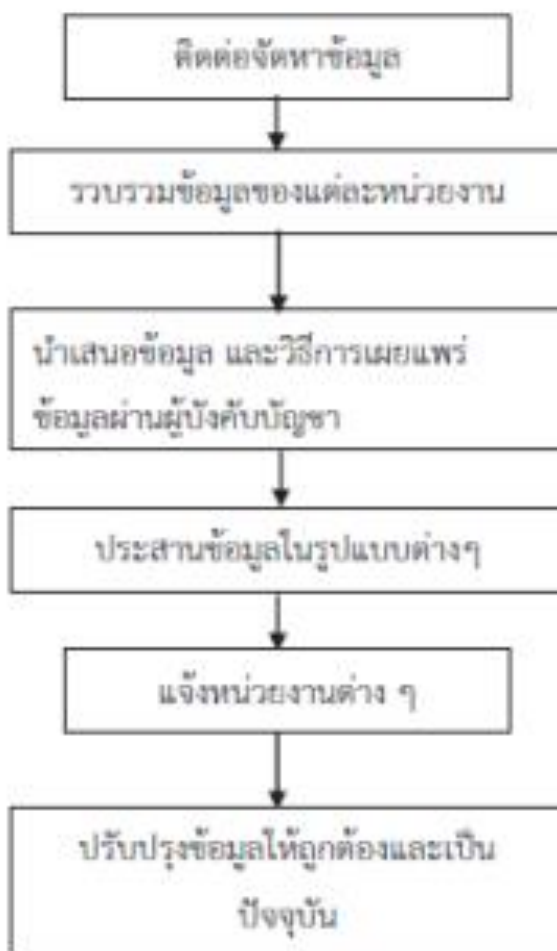 ติดต่อจัดหาข้อมูล
รวบรวมข้อมูลของแต่ละหน่วยงาน
นำเสนอข้อมูล และวิธีการเผยแพร่
ข้อมูลผ่านผู้บังคับบัญชา
ประสานข้อมูลในรูปแบบต่างๆ
แจ้งหน่วยงานต่าง ๆ
ปรับปรุงข้อมูลให้ถูกต้องและเป็น
ปัจจุบัน